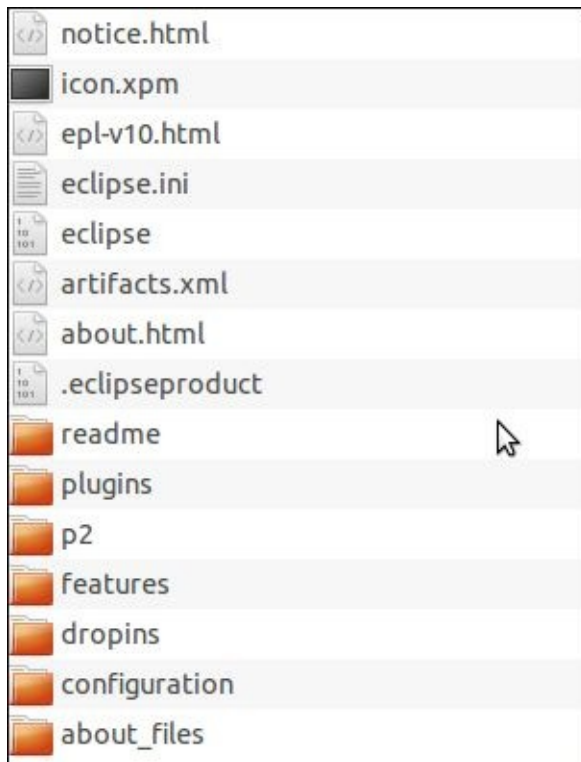 notice.html
icon.xpm
epl-v10.html
eclipse.ini
eclipse
artifacts.xml
about.html
.eclipseproduct
readme
plugins
p2
features
dropins
configuration
about_files